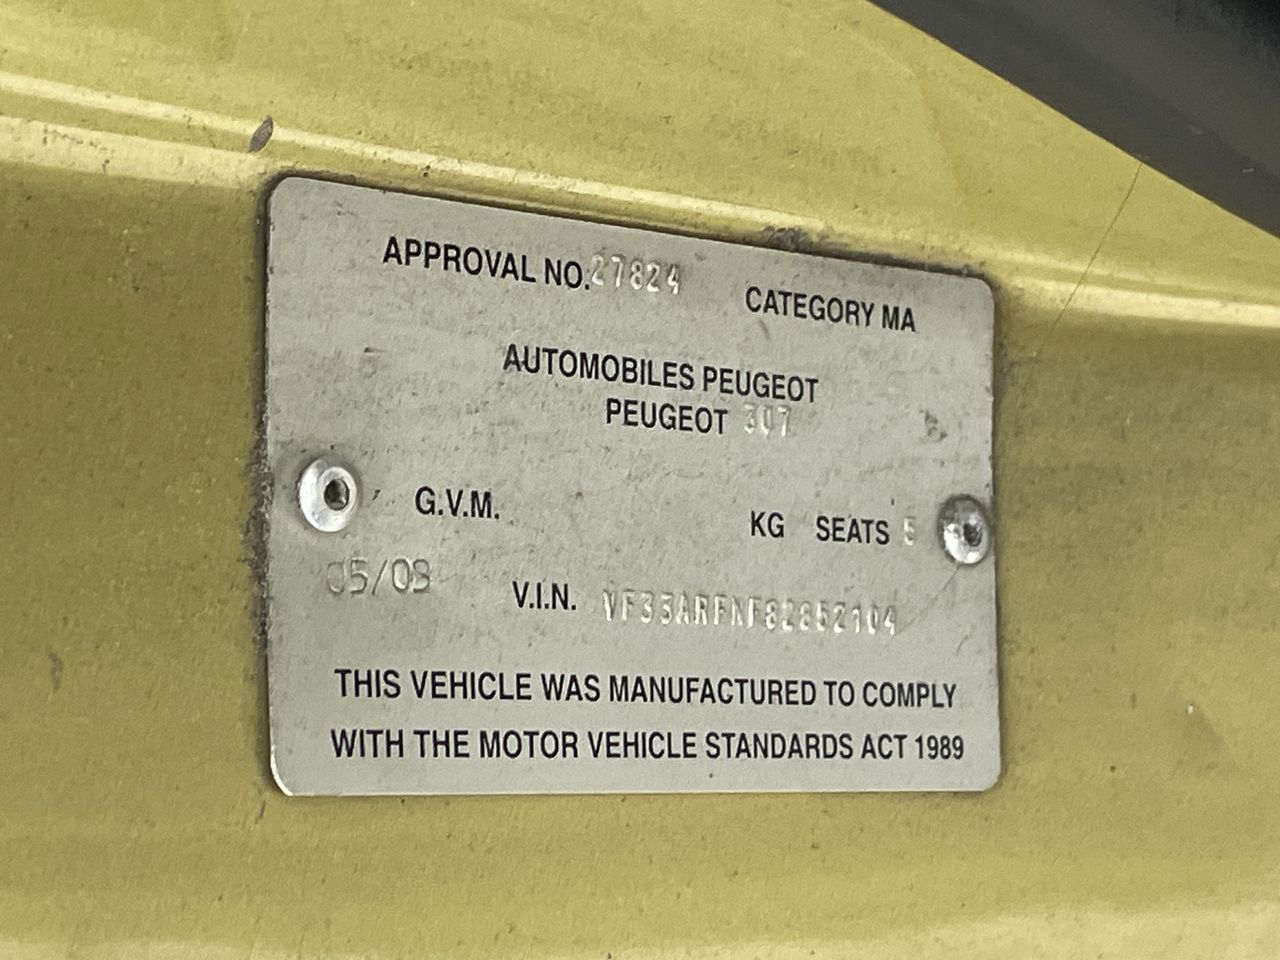 APPROVAL NO. 27824 CATEGORY MA
AUTOMOBILES PEUGEOT
PEUGEOT 307
G.V.M. KG SEATS 5
05/03 V.I.N. VF33ARFNF82852104
THIS VEHICLE WAS MANUFACTURED TO COMPLY
WITH THE MOTOR VEHICLE STANDARDS ACT 1989